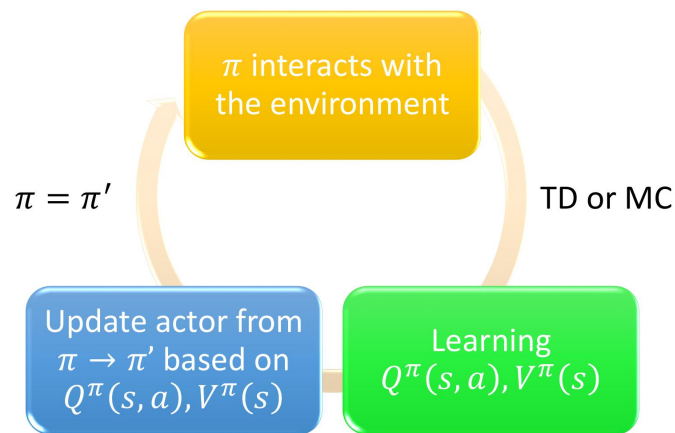 π interacts with
the environment
π = π′
TD or MC
Update actor from
π → π’ based on
Q^π(s, a), V^π(s)
Learning
Q^π(s, a), V^π(s)